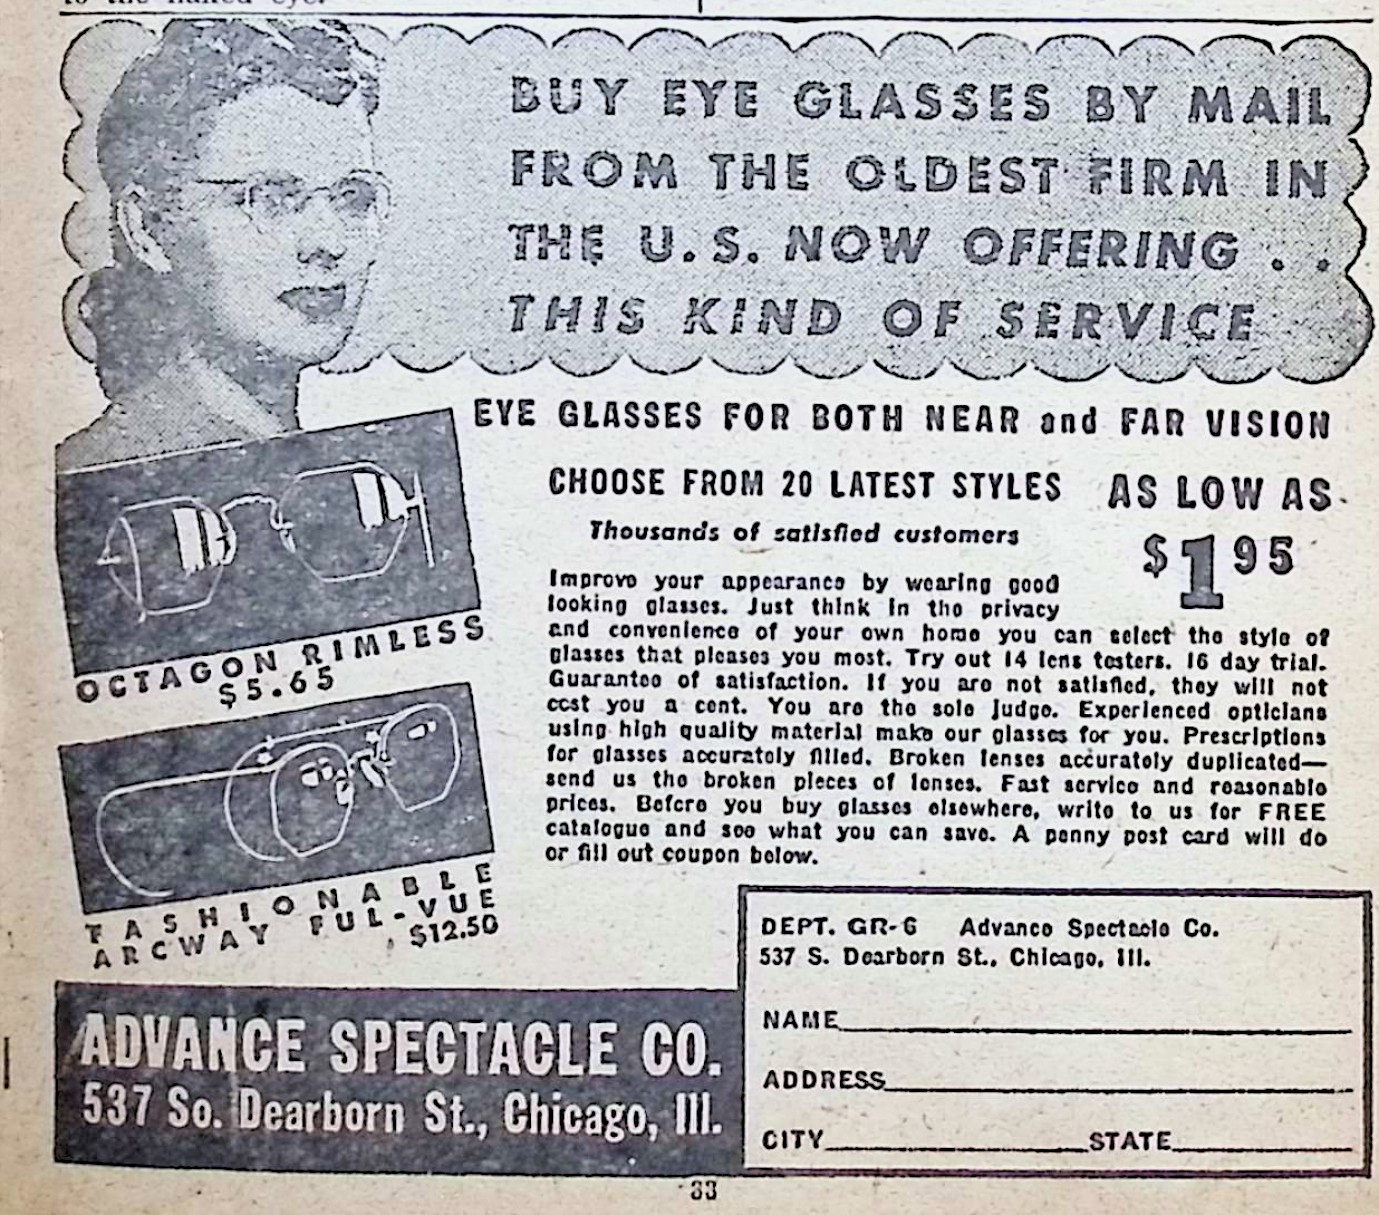 to the naked eye.
BUY EYE GLASSES BY MAIL
FROM THE OLDEST FIRM IN
THE U.S. NOW OFFERING . .
THIS KIND OF SERVICE
EYE GLASSES FOR BOTH NEAR and FAR VISION
CHOOSE FROM 20 LATEST STYLES
AS LOW AS
$1 95
Thousands of satisfied customers
Improve your appearance by wearing good
looking glasses. Just think in the privacy
and convenience of your own home you can select the style of
glasses that pleases you most. Try out 14 lens testers. 16 day trial.
Guarantee of satisfaction. If you are not satisfied, they will not
cost you a cent. You are the sole judge. Experienced opticians
using high quality material make our glasses for you. Prescriptions
for glasses accurately filled. Broken lenses accurately duplicated—
send us the broken pieces of lenses. Fast service and reasonable
prices. Before you buy glasses elsewhere, write to us for FREE
catalogue and see what you can save. A penny post card will do
or fill out coupon below.
OCTAGON RIMLESS
$5.65
FASHIONABLE
ARCWAY FUL-VUE
$12.50
ADVANCE SPECTACLE CO.
537 So. Dearborn St., Chicago, Ill.
DEPT. GR-6 Advance Spectacle Co.
537 S. Dearborn St., Chicago, Ill.
NAME
ADDRESS
CITY STATE
33